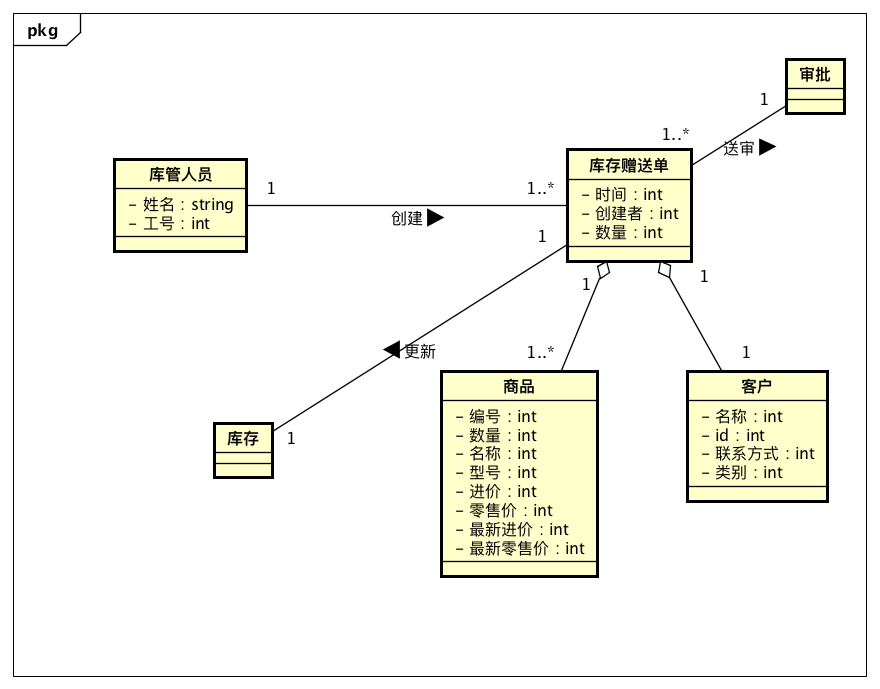 pkg
审批
1
1..*
送审
库管人员
- 姓名 : string
- 工号 : int
1
1..*
创建
库存赠送单
- 时间 : int
- 创建者 : int
- 数量 : int
1
更新
1
库存
1
1..*
商品
- 编号 : int
- 数量 : int
- 名称 : int
- 型号 : int
- 进价 : int
- 零售价 : int
- 最新进价 : int
- 最新零售价 : int
1
1
客户
- 名称 : int
- id : int
- 联系方式 : int
- 类别 : int